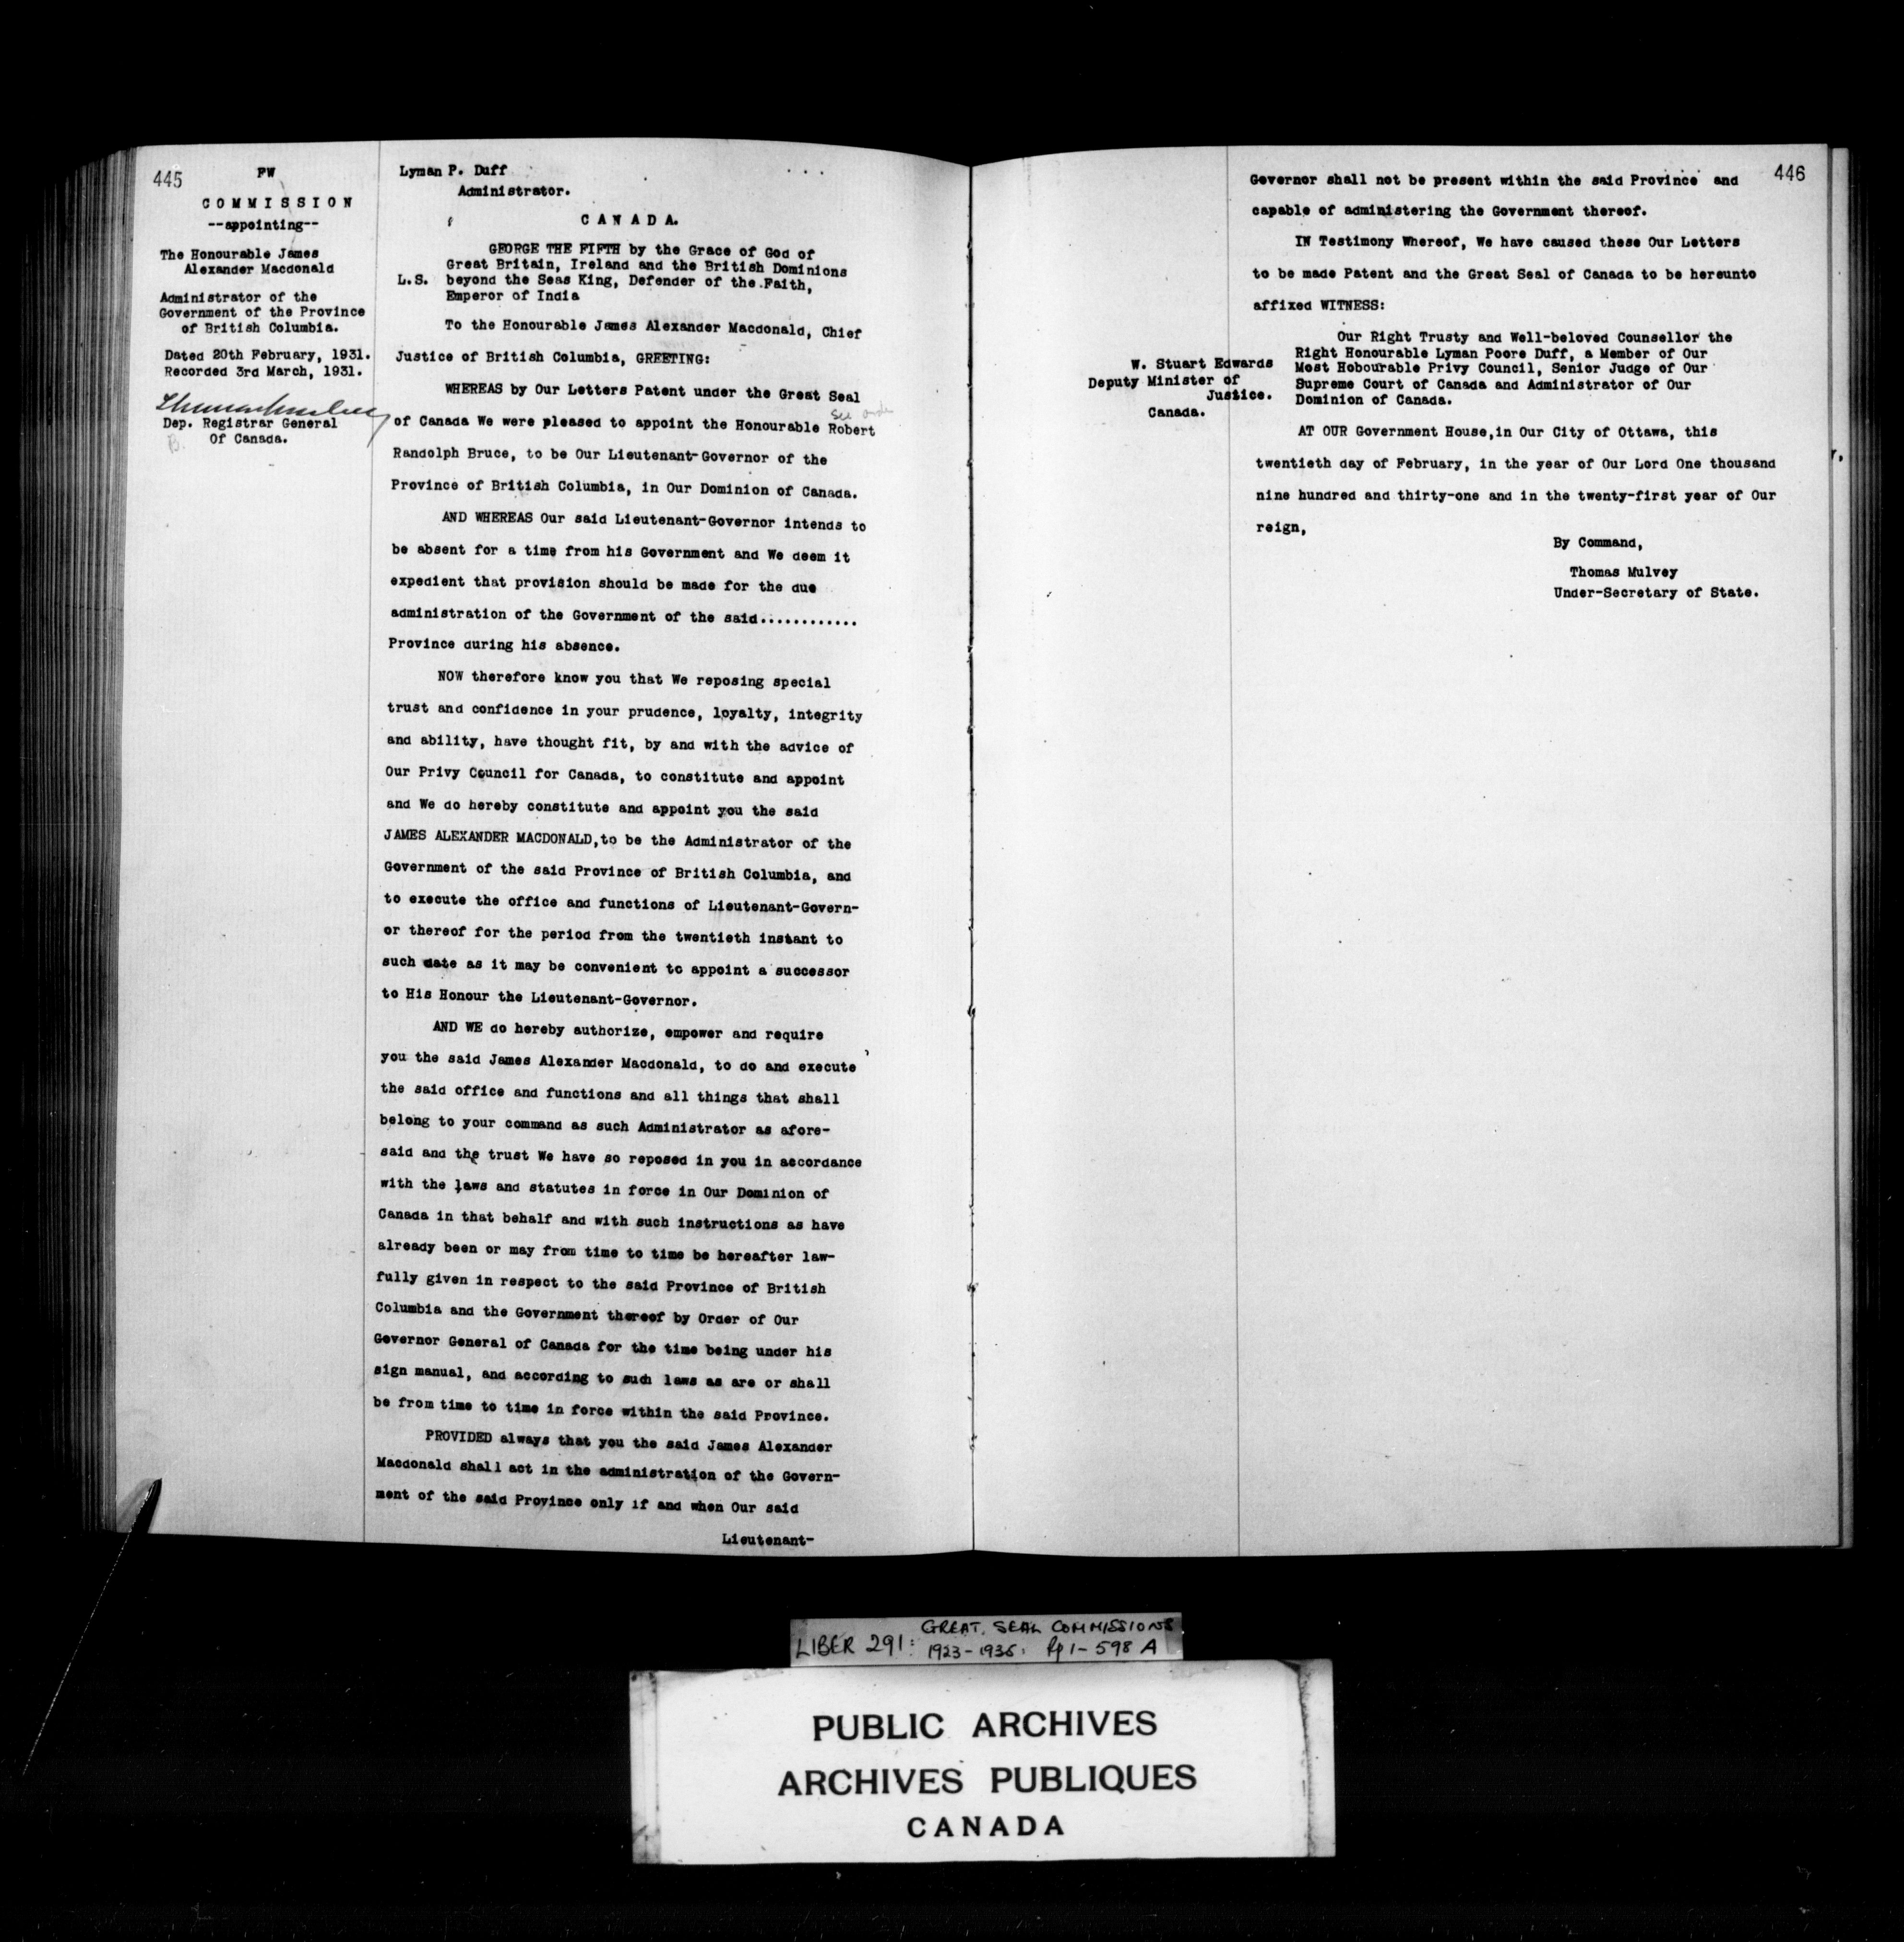 445
FW
COMMISSION
--appointing--
The Honourable James
Alexander Macdonald
Administrator of the
Government of the Province
of British Columbia.
Dated 20th February, 1931.
Recorded 3rd March, 1931.
Dep. Registrar General
Of Canada.
B.
Lyman P. Duff
Administrator.
CANADA.
GEORGE THE FIFTH by the Grace of God of
Great Britain, Ireland and the British Dominions
L.S. beyond the Seas King, Defender of the Faith,
Emperor of India
To the Honourable James Alexander Macdonald, Chief
Justice of British Columbia, GREETING:
WHEREAS by Our Letters Patent under the Great Seal
See order
of Canada We were pleased to appoint the Honourable Robert
Randolph Bruce, to be Our Lieutenant-Governor of the
Province of British Columbia, in Our Dominion of Canada.
AND WHEREAS Our said Lieutenant-Governor intends to
be absent for a time from his Government and We deem it
expedient that provision should be made for the due
administration of the Government of the said............
Province during his absence.
NOW therefore know you that We reposing special
trust and confidence in your prudence, loyalty, integrity
and ability, have thought fit, by and with the advice of
Our Privy Council for Canada, to constitute and appoint
and We do hereby constitute and appoint you the said
JAMES ALEXANDER MACDONALD,to be the Administrator of the
Government of the said Province of British Columbia, and
to execute the office and functions of Lieutenant-Govern-
or thereof for the period from the twentieth instant to
such date as it may be convenient to appoint a successor
to His Honour the Lieutenant-Governor.
AND WE do hereby authorize, empower and require
you the said James Alexander Macdonald, to do and execute
the said office and functions and all things that shall
belong to your command as such Administrator as afore-
said and the trust We have so reposed in you in accordance
with the laws and statutes in force in Our Dominion of
Canada in that behalf and with such instructions as have
already been or may from time to time be hereafter law-
fully given in respect to the said Province of British
Columbia and the Government thereof by Order of Our
Governor General of Canada for the time being under his
sign manual, and according to such laws as are or shall
be from time to time in force within the said Province.
PROVIDED always that you the said James Alexander
Macdonald shall act in the administration of the Govern-
ment of the said Province only if and when Our said
Lieutenant-
446
Governor shall not be present within the said Province and
capable of administering the Government thereof.
IN Testimony Whereof, We have caused these Our Letters
to be made Patent and the Great Seal of Canada to be hereunto
affixed WITNESS:
Our Right Trusty and Well-beloved Counsellor the
Right Honourable Lyman Poore Duff, a Member of Our
Most Hobourable Privy Council, Senior Judge of Our
Supreme Court of Canada and Administrator of Our
Dominion of Canada.
W. Stuart Edwards
Deputy Minister of
Justice.
Canada.
AT OUR Government House,in Our City of Ottawa, this
twentieth day of February, in the year of Our Lord One thousand
nine hundred and thirty-one and in the twenty-first year of Our
reign,
By Command,
Thomas Mulvey
Under-Secretary of State.
LIBER 291: GREAT SEAL COMMISSIONS
1923-1935. Pp 1-598 A
PUBLIC ARCHIVES
ARCHIVES PUBLIQUES
CANADA